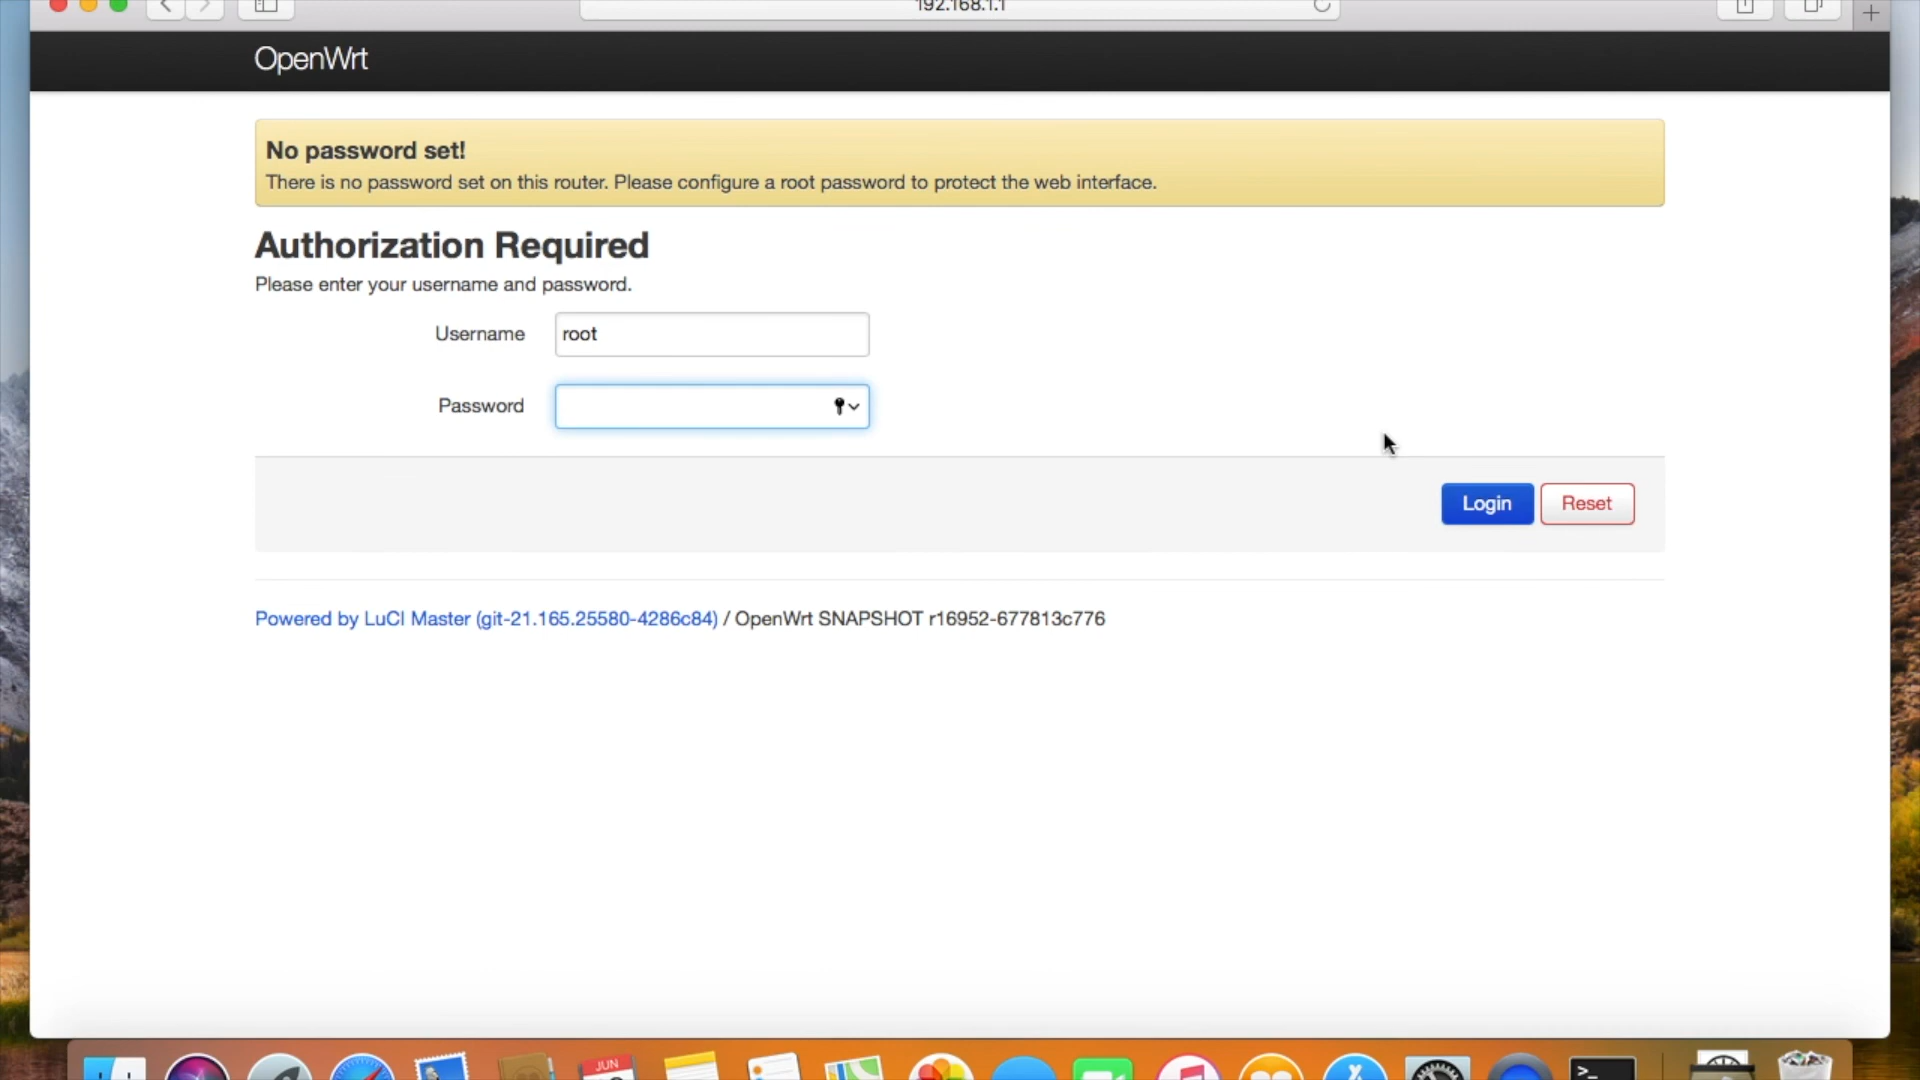 192.168.1.1
OpenWrt
No password set!
There is no password set on this router. Please configure a root password to protect the web interface.
Authorization Required
Please enter your username and password.
Username root
Password
Login Reset
Powered by LuCI Master (git-21.165.25580-4286c84) / OpenWrt SNAPSHOT r16952-677813c776
JUN
>_